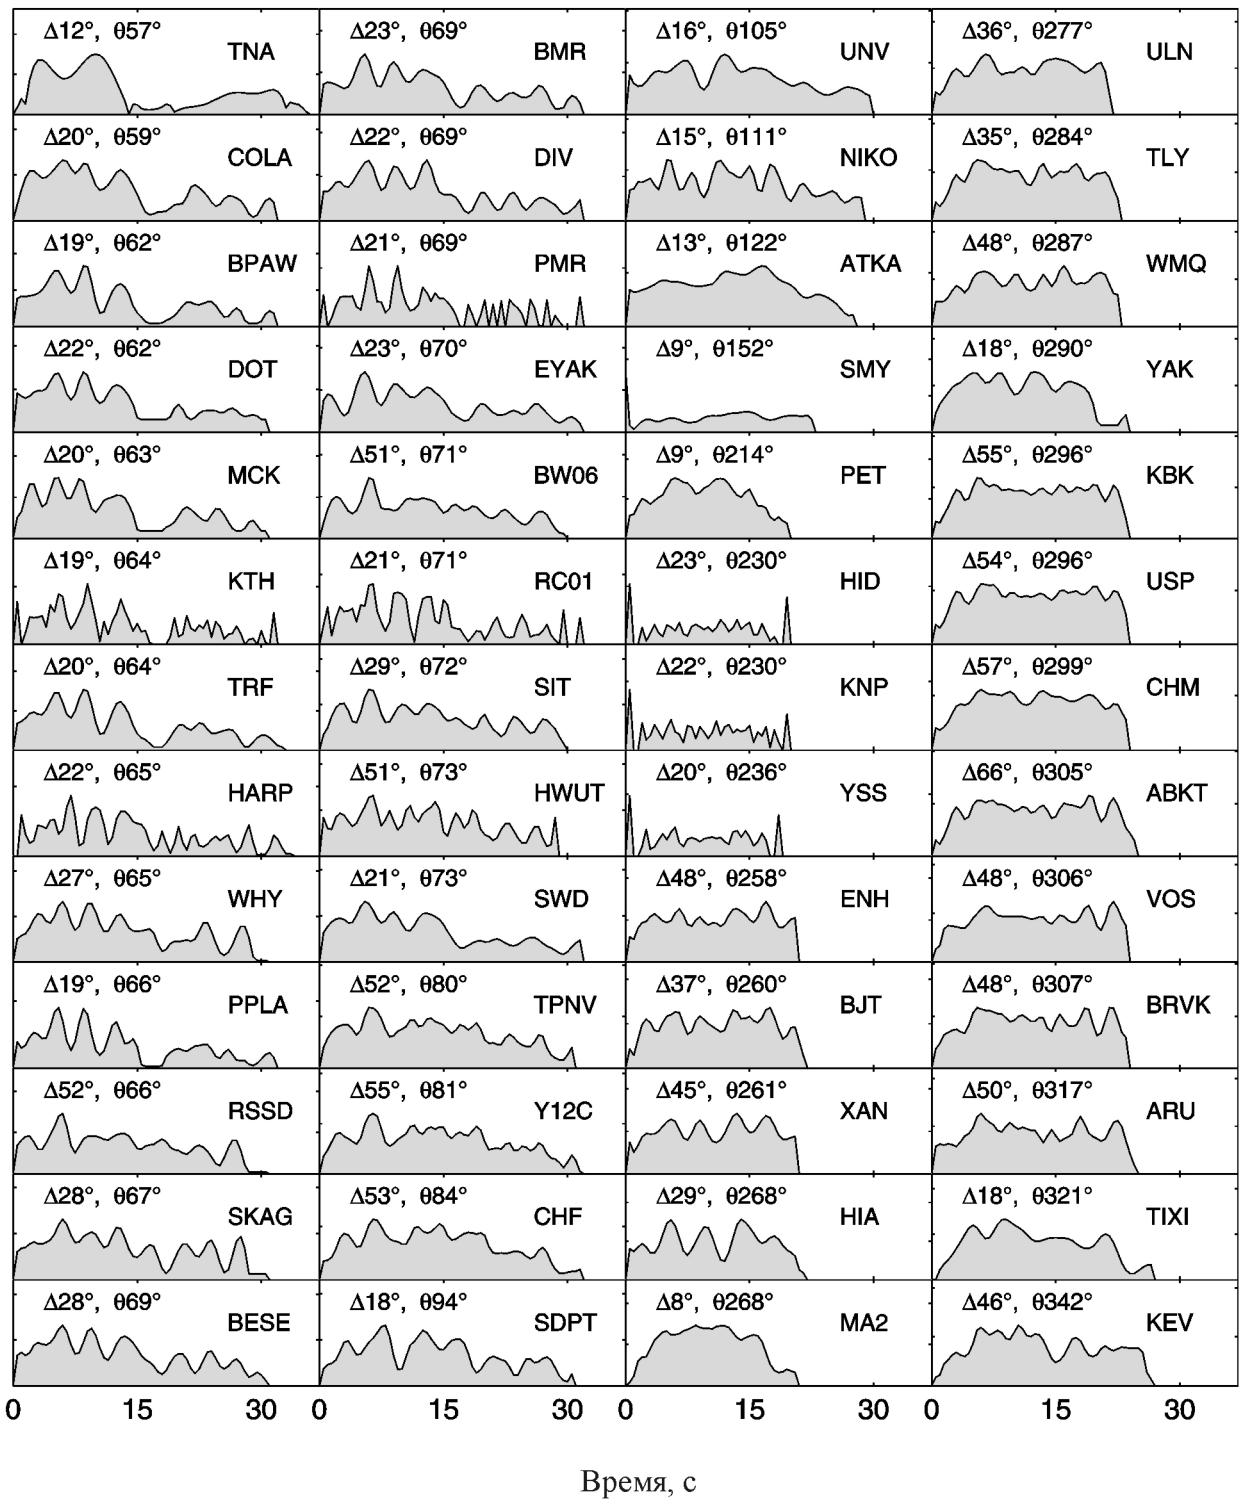 Δ12°, θ57° TNA
Δ23°, θ69° BMR
Δ16°, θ105° UNV
Δ36°, θ277° ULN
Δ20°, θ59° COLA
Δ22°, θ69° DIV
Δ15°, θ111° NIKO
Δ35°, θ284° TLY
Δ19°, θ62° BPAW
Δ21°, θ69° PMR
Δ13°, θ122° ATKA
Δ48°, θ287° WMQ
Δ22°, θ62° DOT
Δ23°, θ70° EYAK
Δ9°, θ152° SMY
Δ18°, θ290° YAK
Δ20°, θ63° MCK
Δ51°, θ71° BW06
Δ9°, θ214° PET
Δ55°, θ296° KBK
Δ19°, θ64° KTH
Δ21°, θ71° RC01
Δ23°, θ230° HID
Δ54°, θ296° USP
Δ20°, θ64° TRF
Δ29°, θ72° SIT
Δ22°, θ230° KNP
Δ57°, θ299° CHM
Δ22°, θ65° HARP
Δ51°, θ73° HWUT
Δ20°, θ236° YSS
Δ66°, θ305° ABKT
Δ27°, θ65° WHY
Δ21°, θ73° SWD
Δ48°, θ258° ENH
Δ48°, θ306° VOS
Δ19°, θ66° PPLA
Δ52°, θ80° TPNV
Δ37°, θ260° BJT
Δ48°, θ307° BRVK
Δ52°, θ66° RSSD
Δ55°, θ81° Y12C
Δ45°, θ261° XAN
Δ50°, θ317° ARU
Δ28°, θ67° SKAG
Δ53°, θ84° CHF
Δ29°, θ268° HIA
Δ18°, θ321° TIXI
Δ28°, θ69° BESE
Δ18°, θ94° SDPT
Δ8°, θ268° MA2
Δ46°, θ342° KEV
0 15 30 0 15 30 0 15 30 0 15 30
Время, с